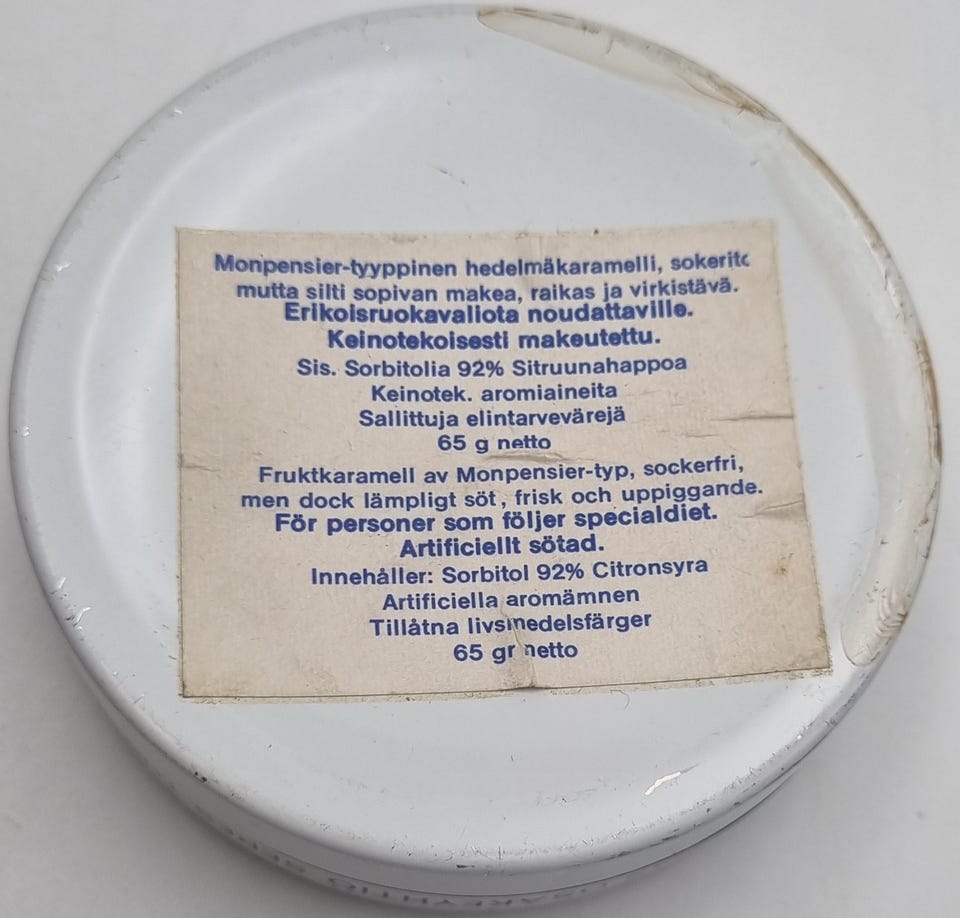 Monpensier-tyyppinen hedelmäkaramelli, sokerito
mutta silti sopivan makea, raikas ja virkistävä.
Erikoisruokavaliota noudattaville.
Keinotekoisesti makeutettu.
Sis. Sorbitolia 92% Sitruunahappoa
Keinotek. aromiaineita
Sallittuja elintarvevärejä
65 g netto
Fruktkaramell av Monpensier-typ, sockerfri,
men dock lämpligt söt, frisk och uppiggande.
För personer som följer specialdiet.
Artificiellt sötad.
Innehåller: Sorbitol 92% Citronsyra
Artificiella aromämnen
Tillåtna livsmedelsfärger
65 gr netto